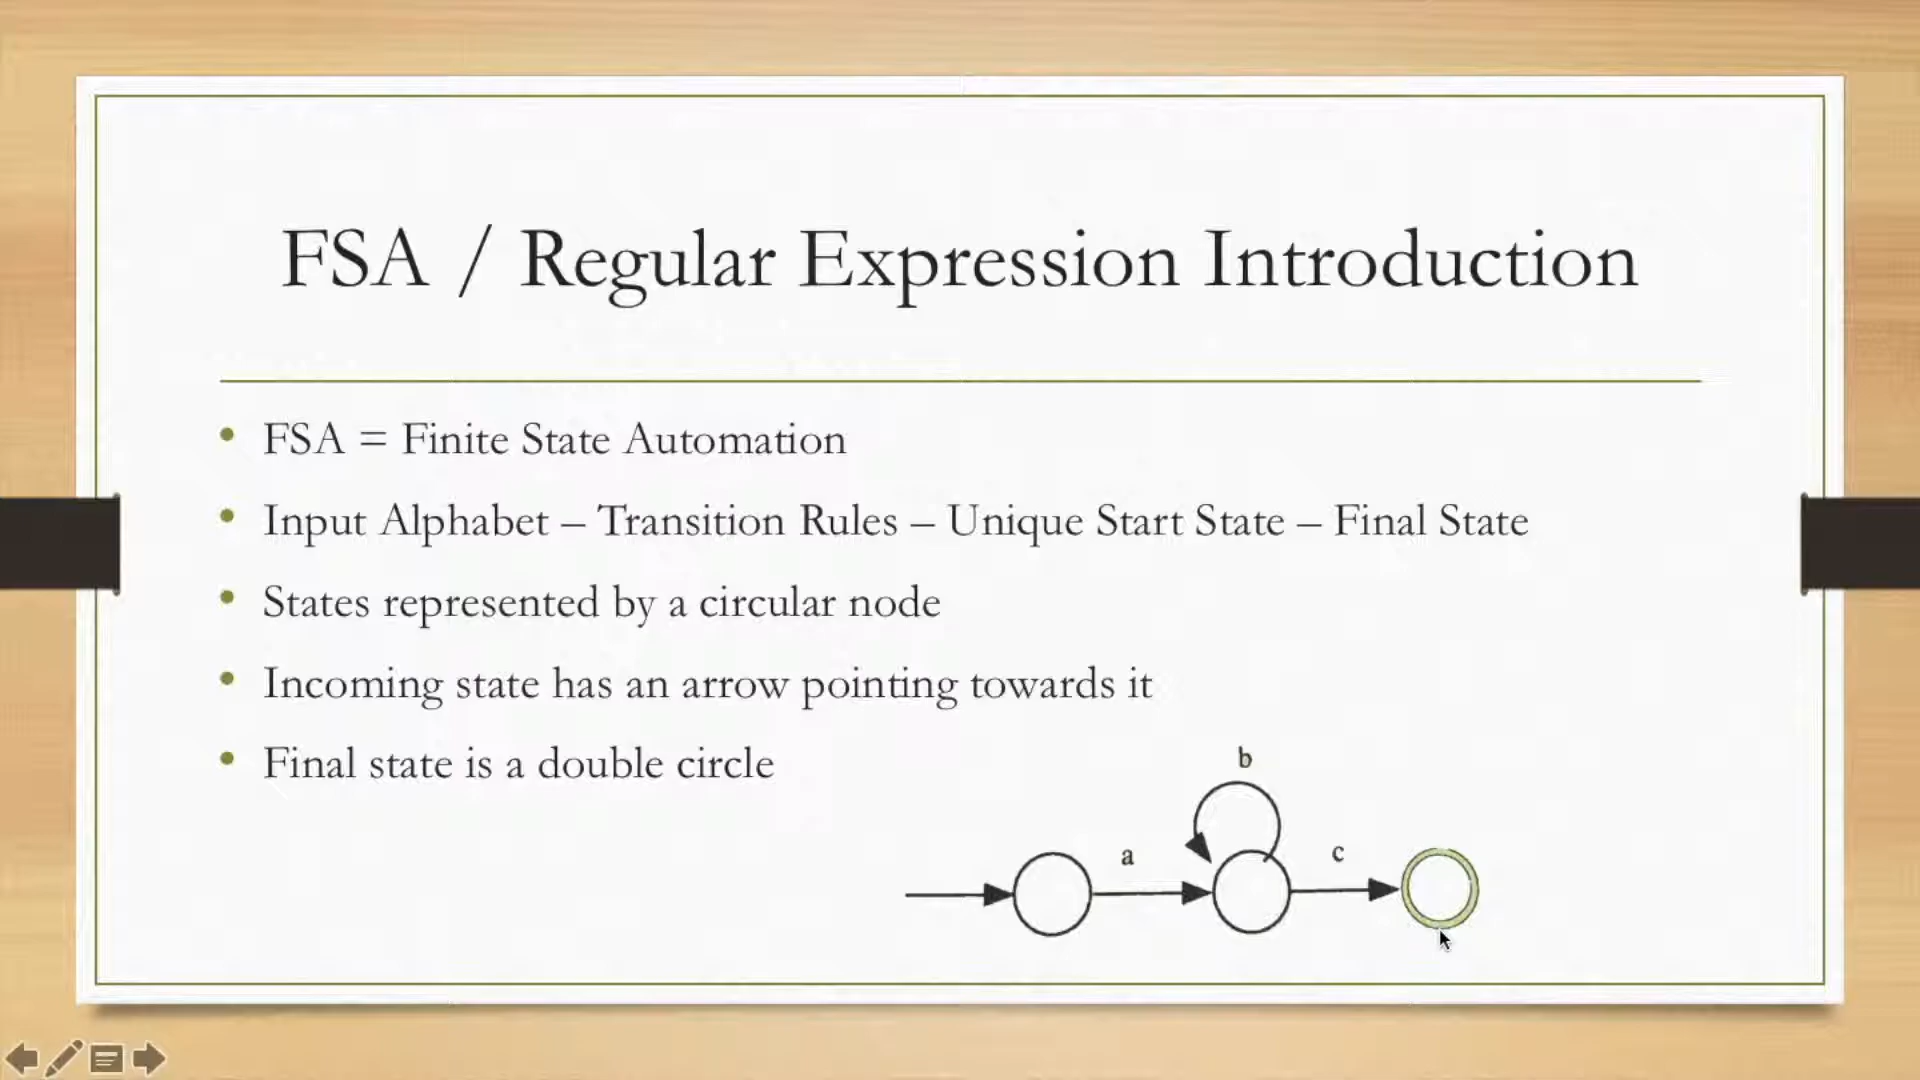 FSA / Regular Expression Introduction
• FSA = Finite State Automation
• Input Alphabet – Transition Rules – Unique Start State – Final State
• States represented by a circular node
• Incoming state has an arrow pointing towards it
• Final state is a double circle
b
a
c